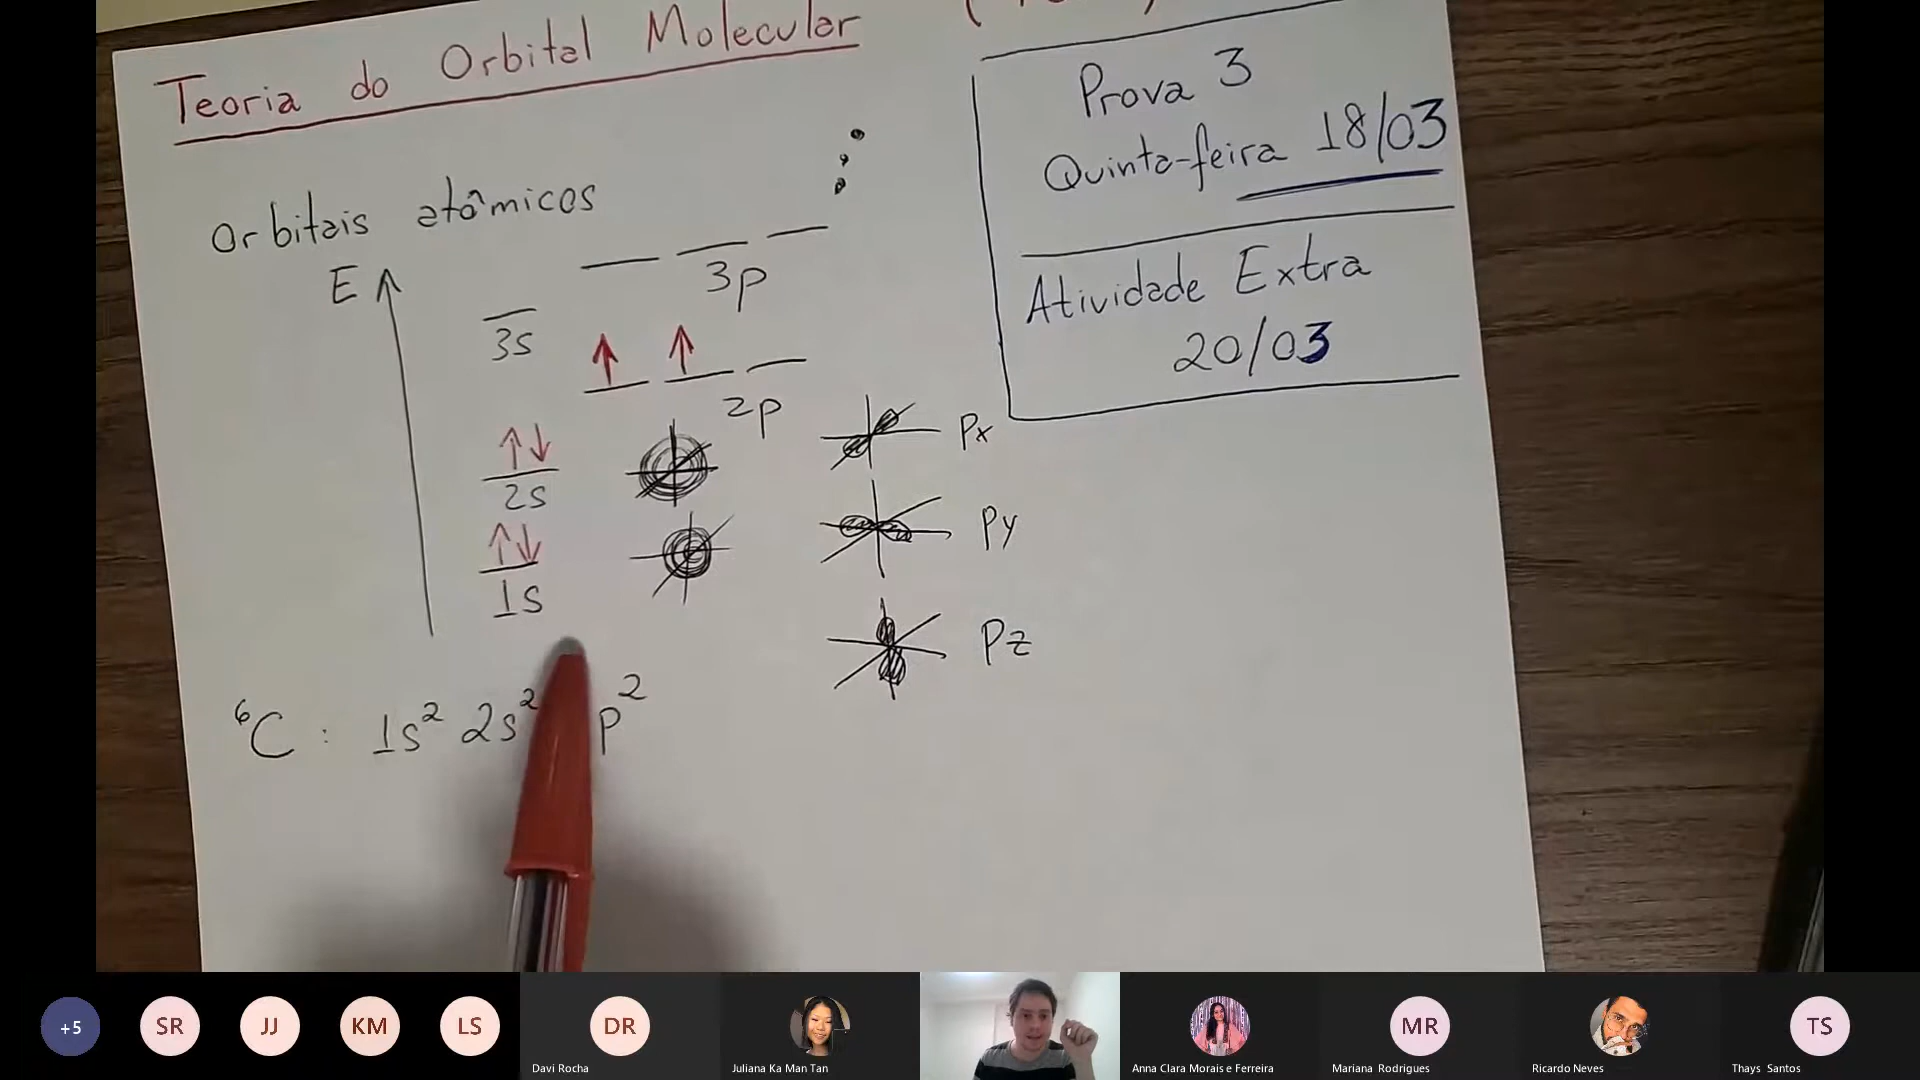 Teoria do Orbital Molecular
Prova 3
Quinta-feira 18/03
Atividade Extra
20/03
Orbitais atômicos
E
3p
3s
2p
2s
1s
Px
Py
Pz
6C : 1s2 2s2 p2
+5
SR
JJ
KM
LS
DR
Davi Rocha
Juliana Ka Man Tan
Anna Clara Morais e Ferreira
MR
Mariana Rodrigues
Ricardo Neves
TS
Thays Santos